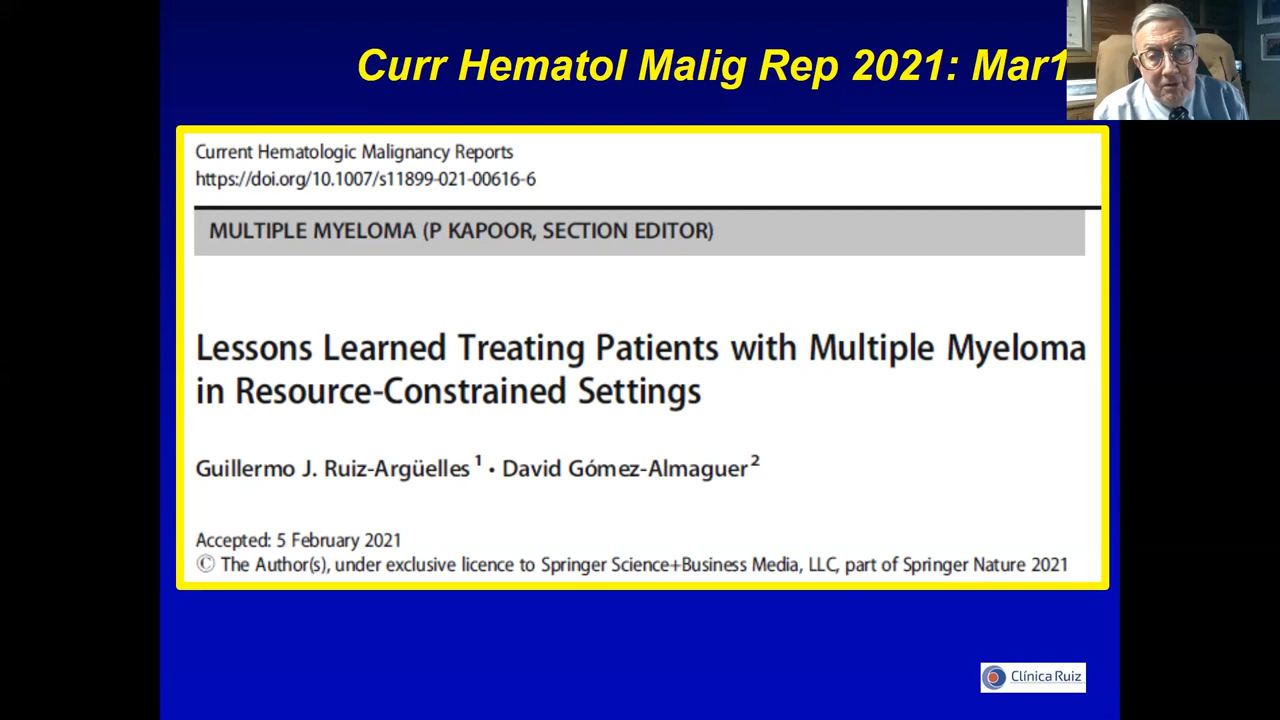 Curr Hematol Malig Rep 2021: Mar1
Current Hematologic Malignancy Reports
https://doi.org/10.1007/s11899-021-00616-6
MULTIPLE MYELOMA (P KAPOOR, SECTION EDITOR)
Lessons Learned Treating Patients with Multiple Myeloma
in Resource-Constrained Settings
Guillermo J. Ruiz-Argüelles 1 • David Gómez-Almaguer 2
Accepted: 5 February 2021
© The Author(s), under exclusive licence to Springer Science+Business Media, LLC, part of Springer Nature 2021
Clínica Ruiz